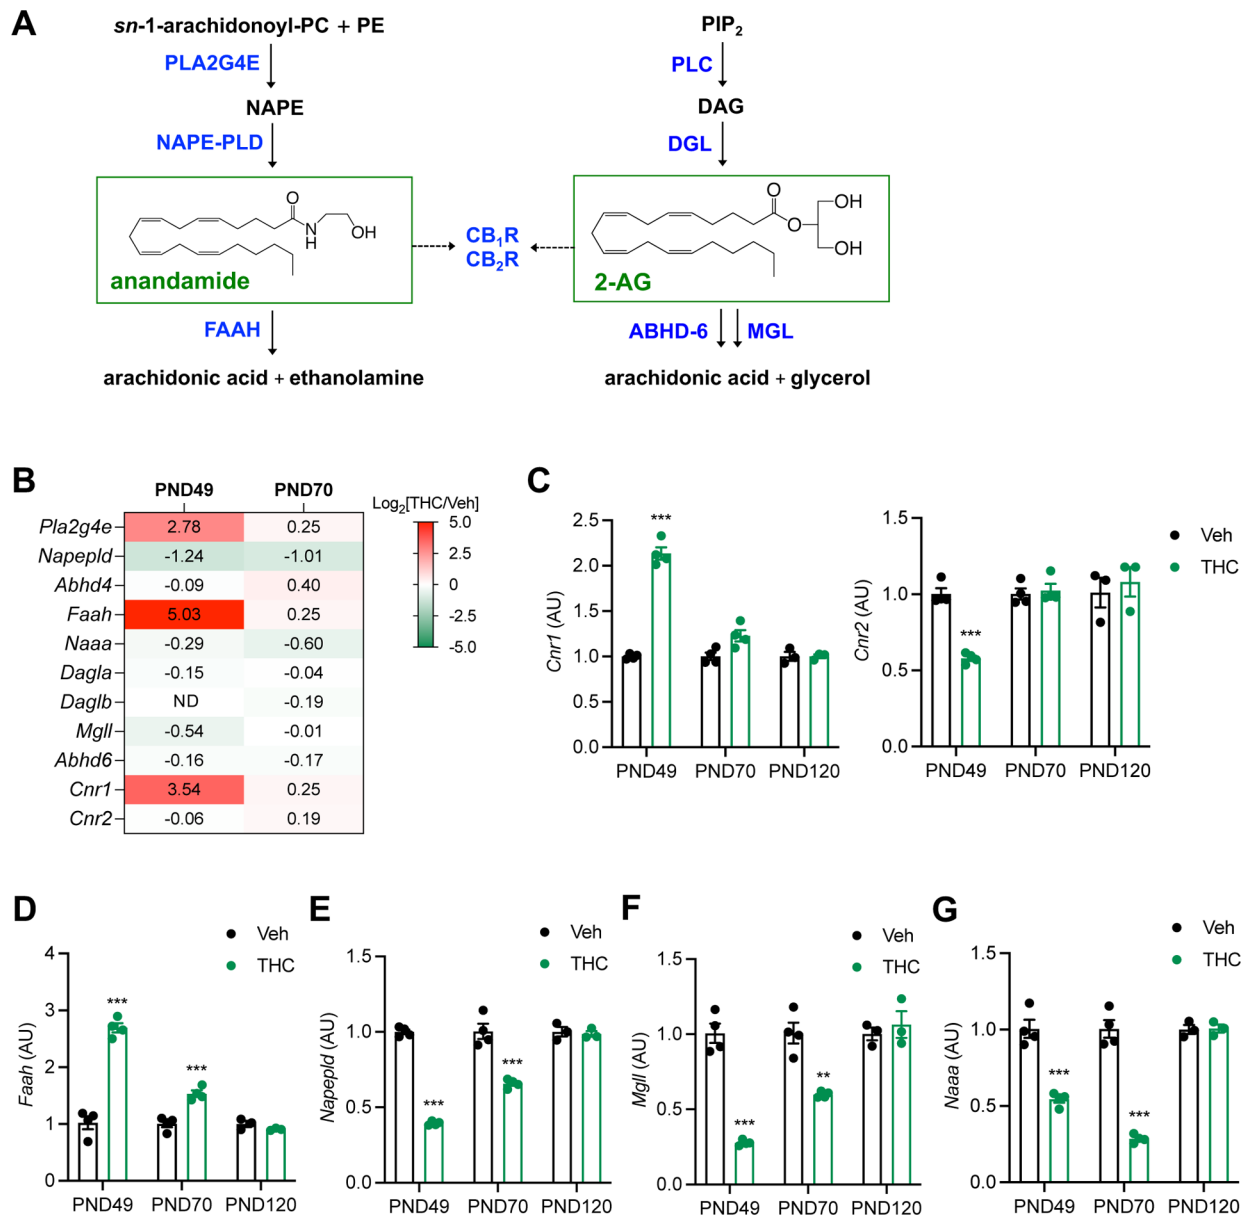 A
sn-1-arachidonoyl-PC + PE
PLA2G4E
NAPE
NAPE-PLD
O
N
H
OH
anandamide
FAAH
arachidonic acid + ethanolamine
CB1R
CB2R
PIP2
PLC
DAG
DGL
O
O
OH
OH
2-AG
ABHD-6 MGL
arachidonic acid + glycerol
B
PND49 PND70
Pla2g4e 2.78 0.25
Napepld -1.24 -1.01
Abhd4 -0.09 0.40
Faah 5.03 0.25
Naaa -0.29 -0.60
Dagla -0.15 -0.04
Daglb ND -0.19
Mgll -0.54 -0.01
Abhd6 -0.16 -0.17
Cnr1 3.54 0.25
Cnr2 -0.06 0.19
Log2[THC/Veh]
5.0
2.5
0
-2.5
-5.0
C
Cnr1 (AU)
2.5
2.0
1.5
1.0
0.5
0.0
***
PND49 PND70 PND120
Cnr2 (AU)
1.5
1.0
0.5
0.0
***
PND49 PND70 PND120
Veh
THC
D
Veh
THC
Faah (AU)
4
3
2
1
0
***
***
PND49 PND70 PND120
E
Veh
THC
Napepld (AU)
1.5
1.0
0.5
0.0
***
***
PND49 PND70 PND120
F
Veh
THC
Mgll (AU)
1.5
1.0
0.5
0.0
***
**
PND49 PND70 PND120
G
Veh
THC
Naaa (AU)
1.5
1.0
0.5
0.0
***
***
PND49 PND70 PND120